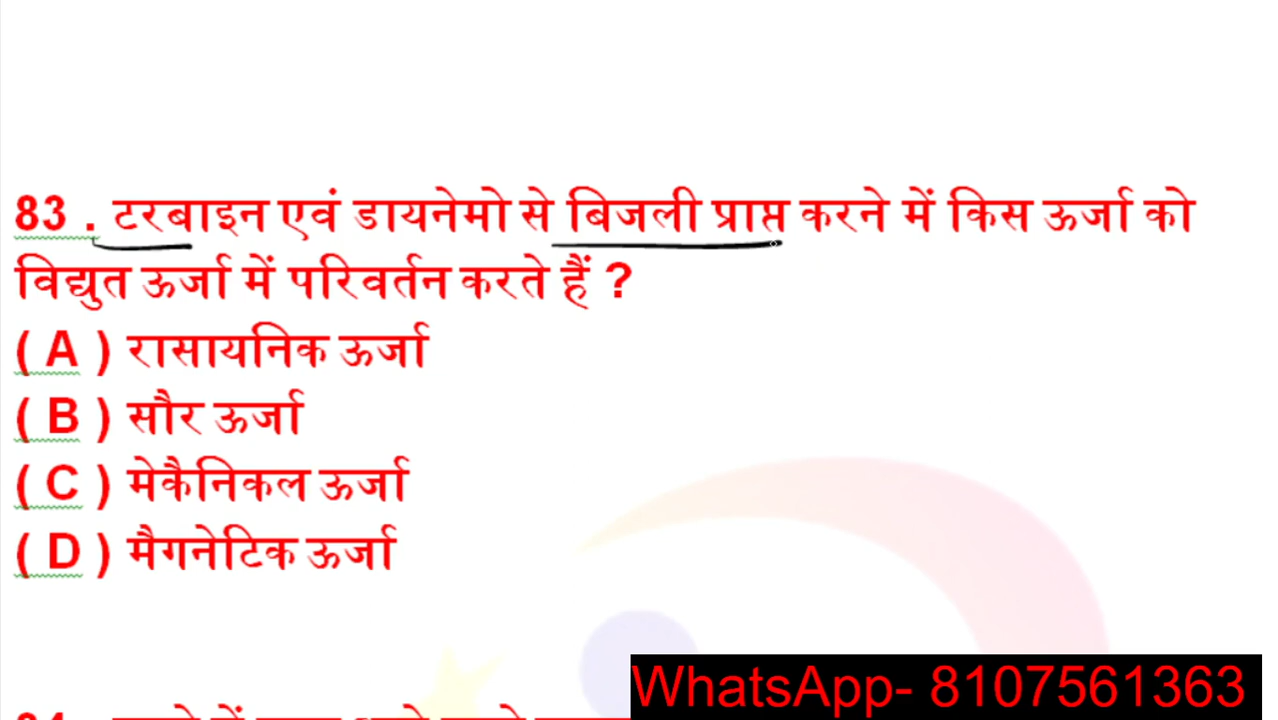 83 . टरबाइन एवं डायनेमो से बिजली प्राप्त करने में किस ऊर्जा को
विद्युत ऊर्जा में परिवर्तन करते हैं ?
( A ) रासायनिक ऊर्जा
( B ) सौर ऊर्जा
( C ) मेकैनिकल ऊर्जा
( D ) मैगनेटिक ऊर्जा
WhatsApp- 8107561363